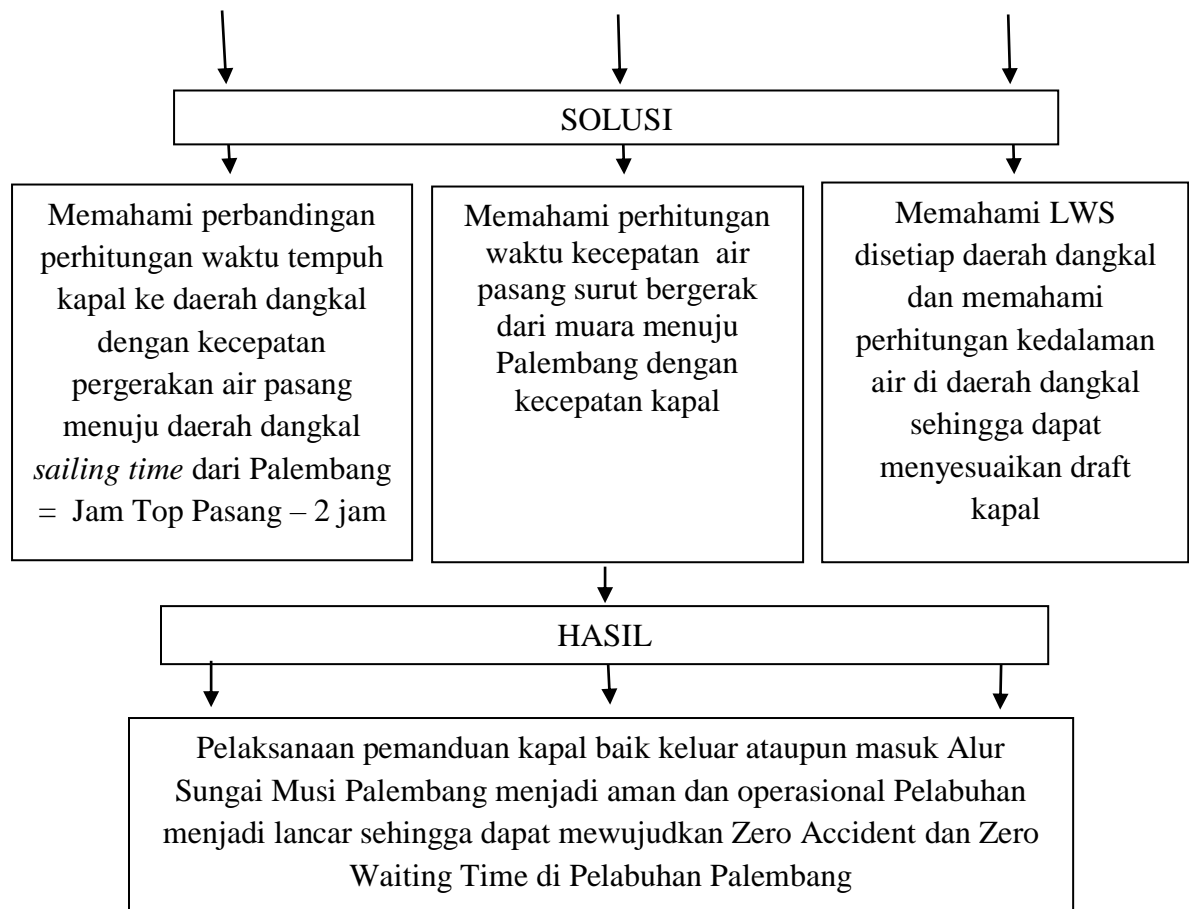 SOLUSI
Memahami perbandingan
perhitungan waktu tempuh
kapal ke daerah dangkal
dengan kecepatan
pergerakan air pasang
menuju daerah dangkal
sailing time dari Palembang
= Jam Top Pasang – 2 jam
Memahami perhitungan
waktu kecepatan air
pasang surut bergerak
dari muara menuju
Palembang dengan
kecepatan kapal
Memahami LWS
disetiap daerah dangkal
dan memahami
perhitungan kedalaman
air di daerah dangkal
sehingga dapat
menyesuaikan draft
kapal
HASIL
Pelaksanaan pemanduan kapal baik keluar ataupun masuk Alur
Sungai Musi Palembang menjadi aman dan operasional Pelabuhan
menjadi lancar sehingga dapat mewujudkan Zero Accident dan Zero
Waiting Time di Pelabuhan Palembang